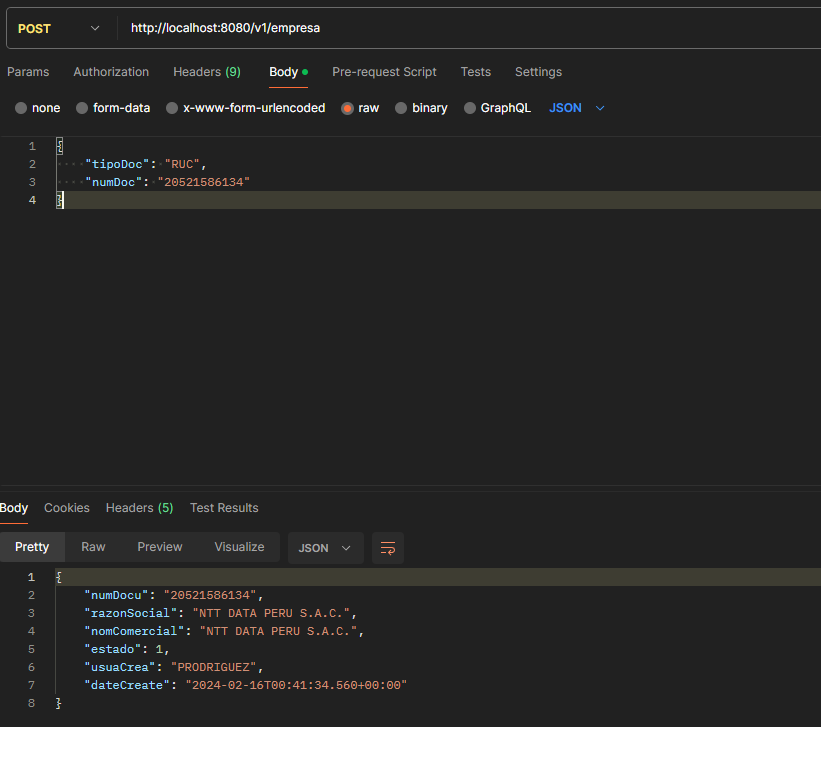 POST http://localhost:8080/v1/empresa
Params Authorization Headers (9) Body Pre-request Script Tests Settings
none form-data x-www-form-urlencoded raw binary GraphQL JSON
1 {
2 "tipoDoc": "RUC",
3 "numDoc": "20521586134"
4 }
Body Cookies Headers (5) Test Results
Pretty Raw Preview Visualize JSON
1 {
2 "numDocu": "20521586134",
3 "razonSocial": "NTT DATA PERU S.A.C.",
4 "nomComercial": "NTT DATA PERU S.A.C.",
5 "estado": 1,
6 "usuaCrea": "PRODRIGUEZ",
7 "dateCreate": "2024-02-16T00:41:34.560+00:00"
8 }